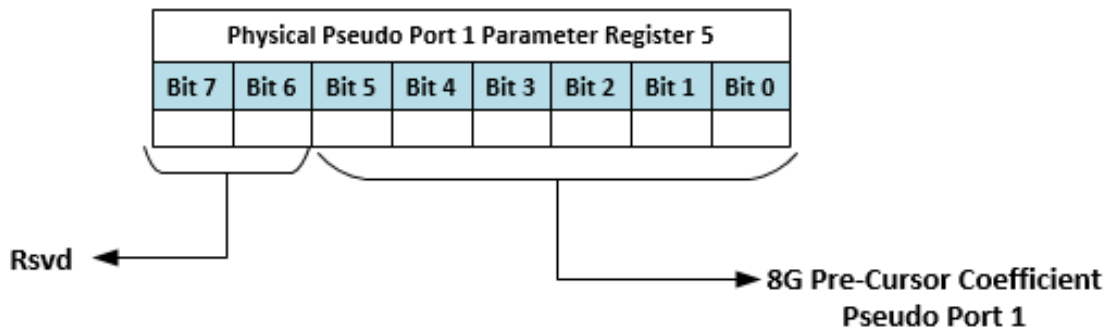 Physical Pseudo Port 1 Parameter Register 5
Bit 7 Bit 6 Bit 5 Bit 4 Bit 3 Bit 2 Bit 1 Bit 0
Rsvd
8G Pre-Cursor Coefficient
Pseudo Port 1